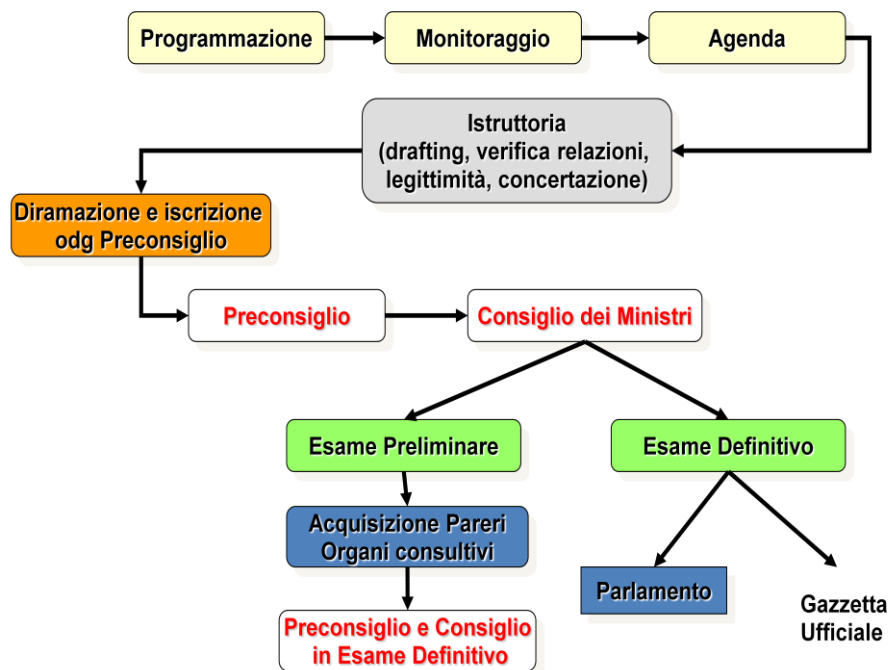 Programmazione
Monitoraggio
Agenda
Istruttoria
(drafting, verifica relazioni,
legittimità, concertazione)
Diramazione e iscrizione
odg Preconsiglio
Preconsiglio
Consiglio dei Ministri
Esame Preliminare
Esame Definitivo
Acquisizione Pareri
Organi consultivi
Parlamento
Gazzetta
Ufficiale
Preconsiglio e Consiglio
in Esame Definitivo